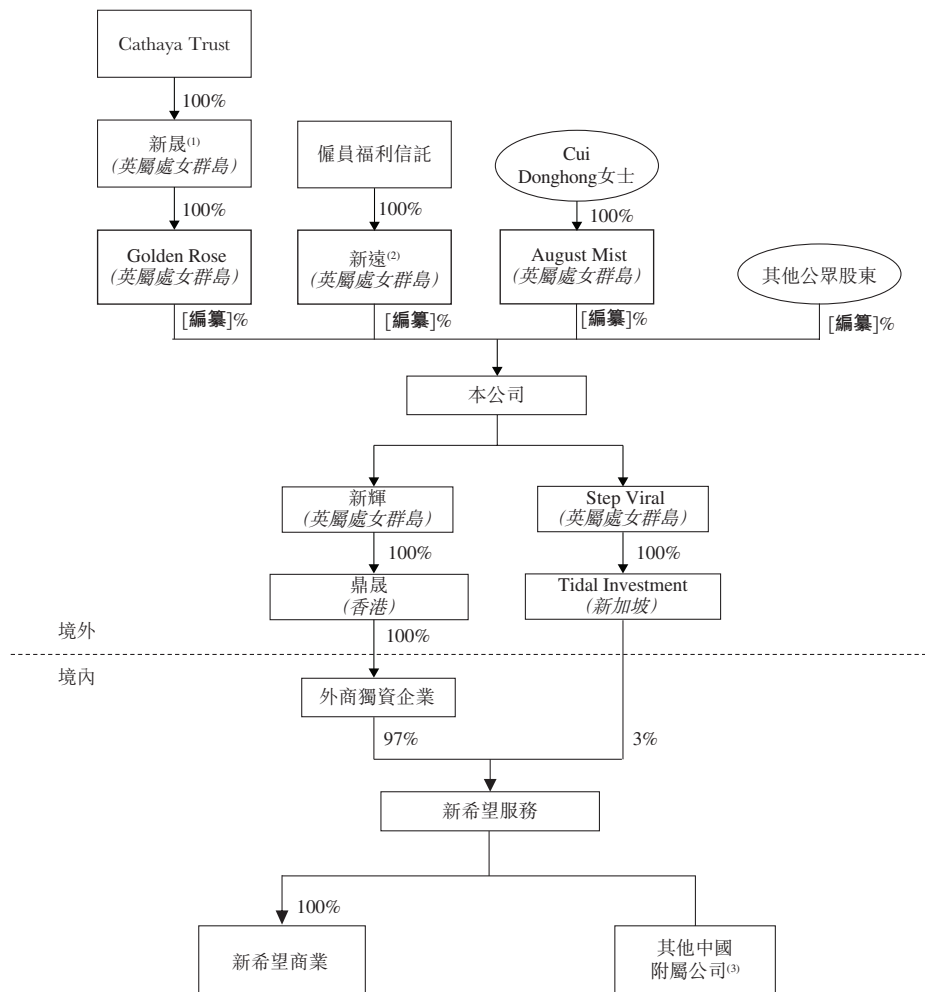 Cathaya Trust
100%
新晟(1)
(英屬處女群島)
僱員福利信託
Cui
Donghong女士
100%
100%
100%
Golden Rose
(英屬處女群島)
新遠(2)
(英屬處女群島)
August Mist
(英屬處女群島)
其他公眾股東
[編纂]%
[編纂]%
[編纂]%
[編纂]%
本公司
新輝
(英屬處女群島)
Step Viral
(英屬處女群島)
100%
100%
鼎晟
(香港)
Tidal Investment
(新加坡)
境外
100%
境內
外商獨資企業
97%
3%
新希望服務
100%
新希望商業
其他中國
附屬公司(3)